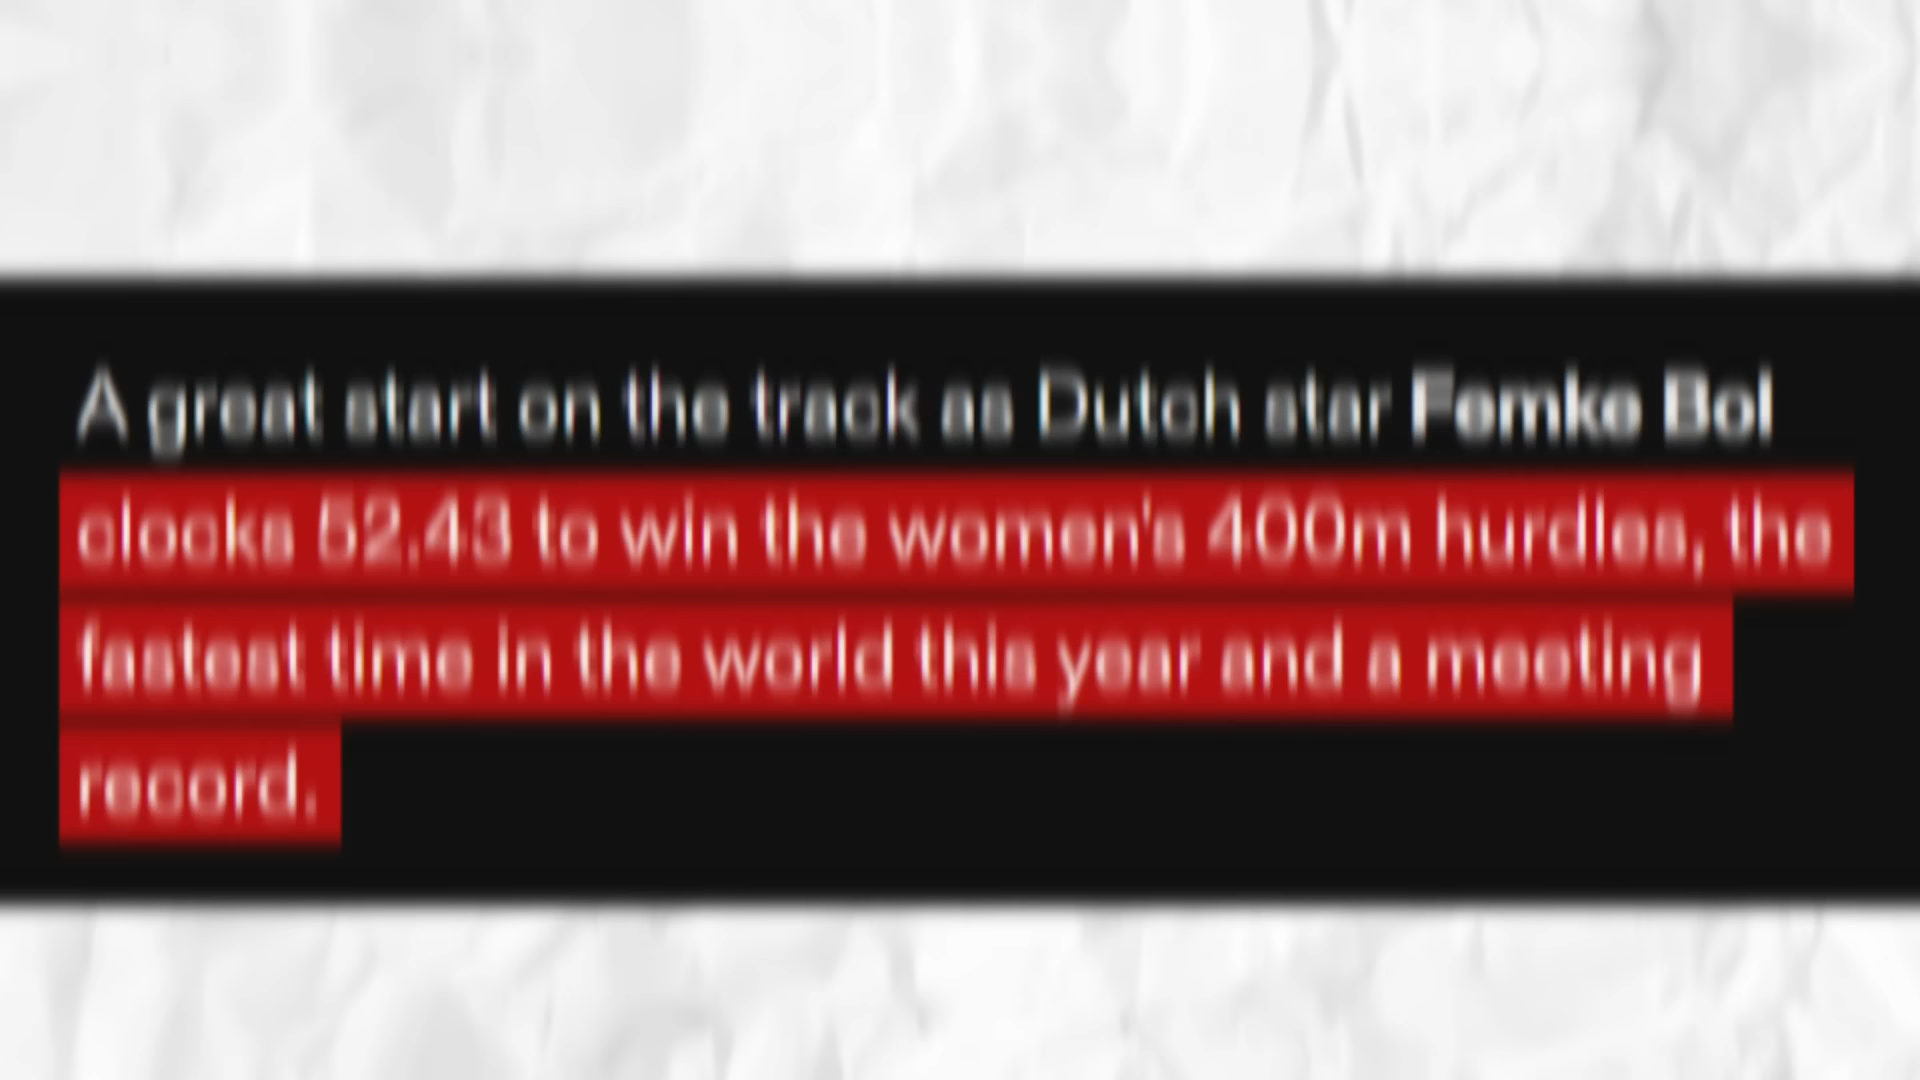 A great start on the track as Dutch star Femke Bol
clocks 52.43 to win the women's 400m hurdles, the
fastest time in the world this year and a meeting
record.